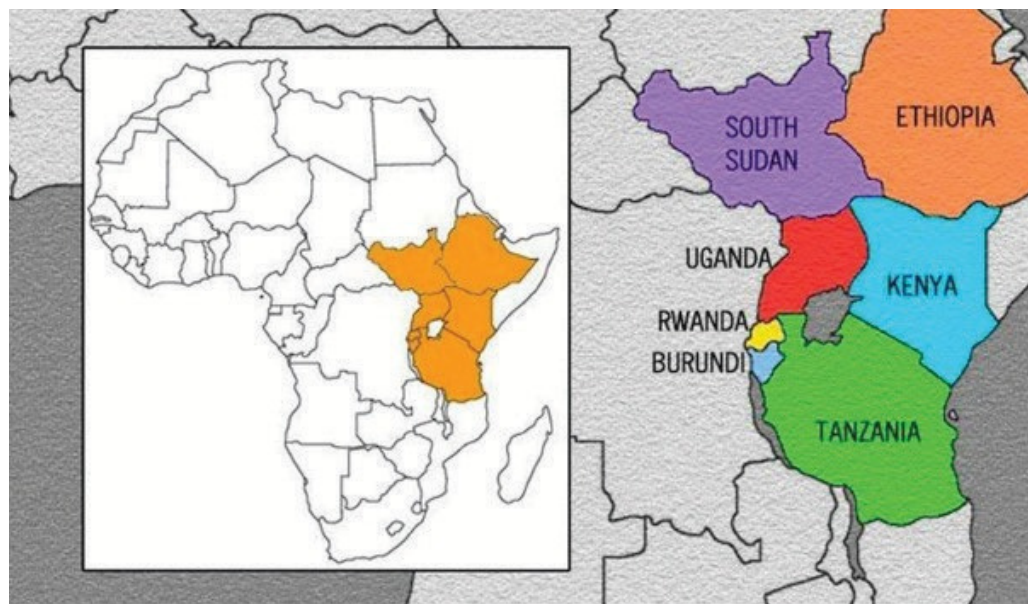 SOUTH
SUDAN
ETHIOPIA
UGANDA
KENYA
RWANDA
BURUNDI
TANZANIA